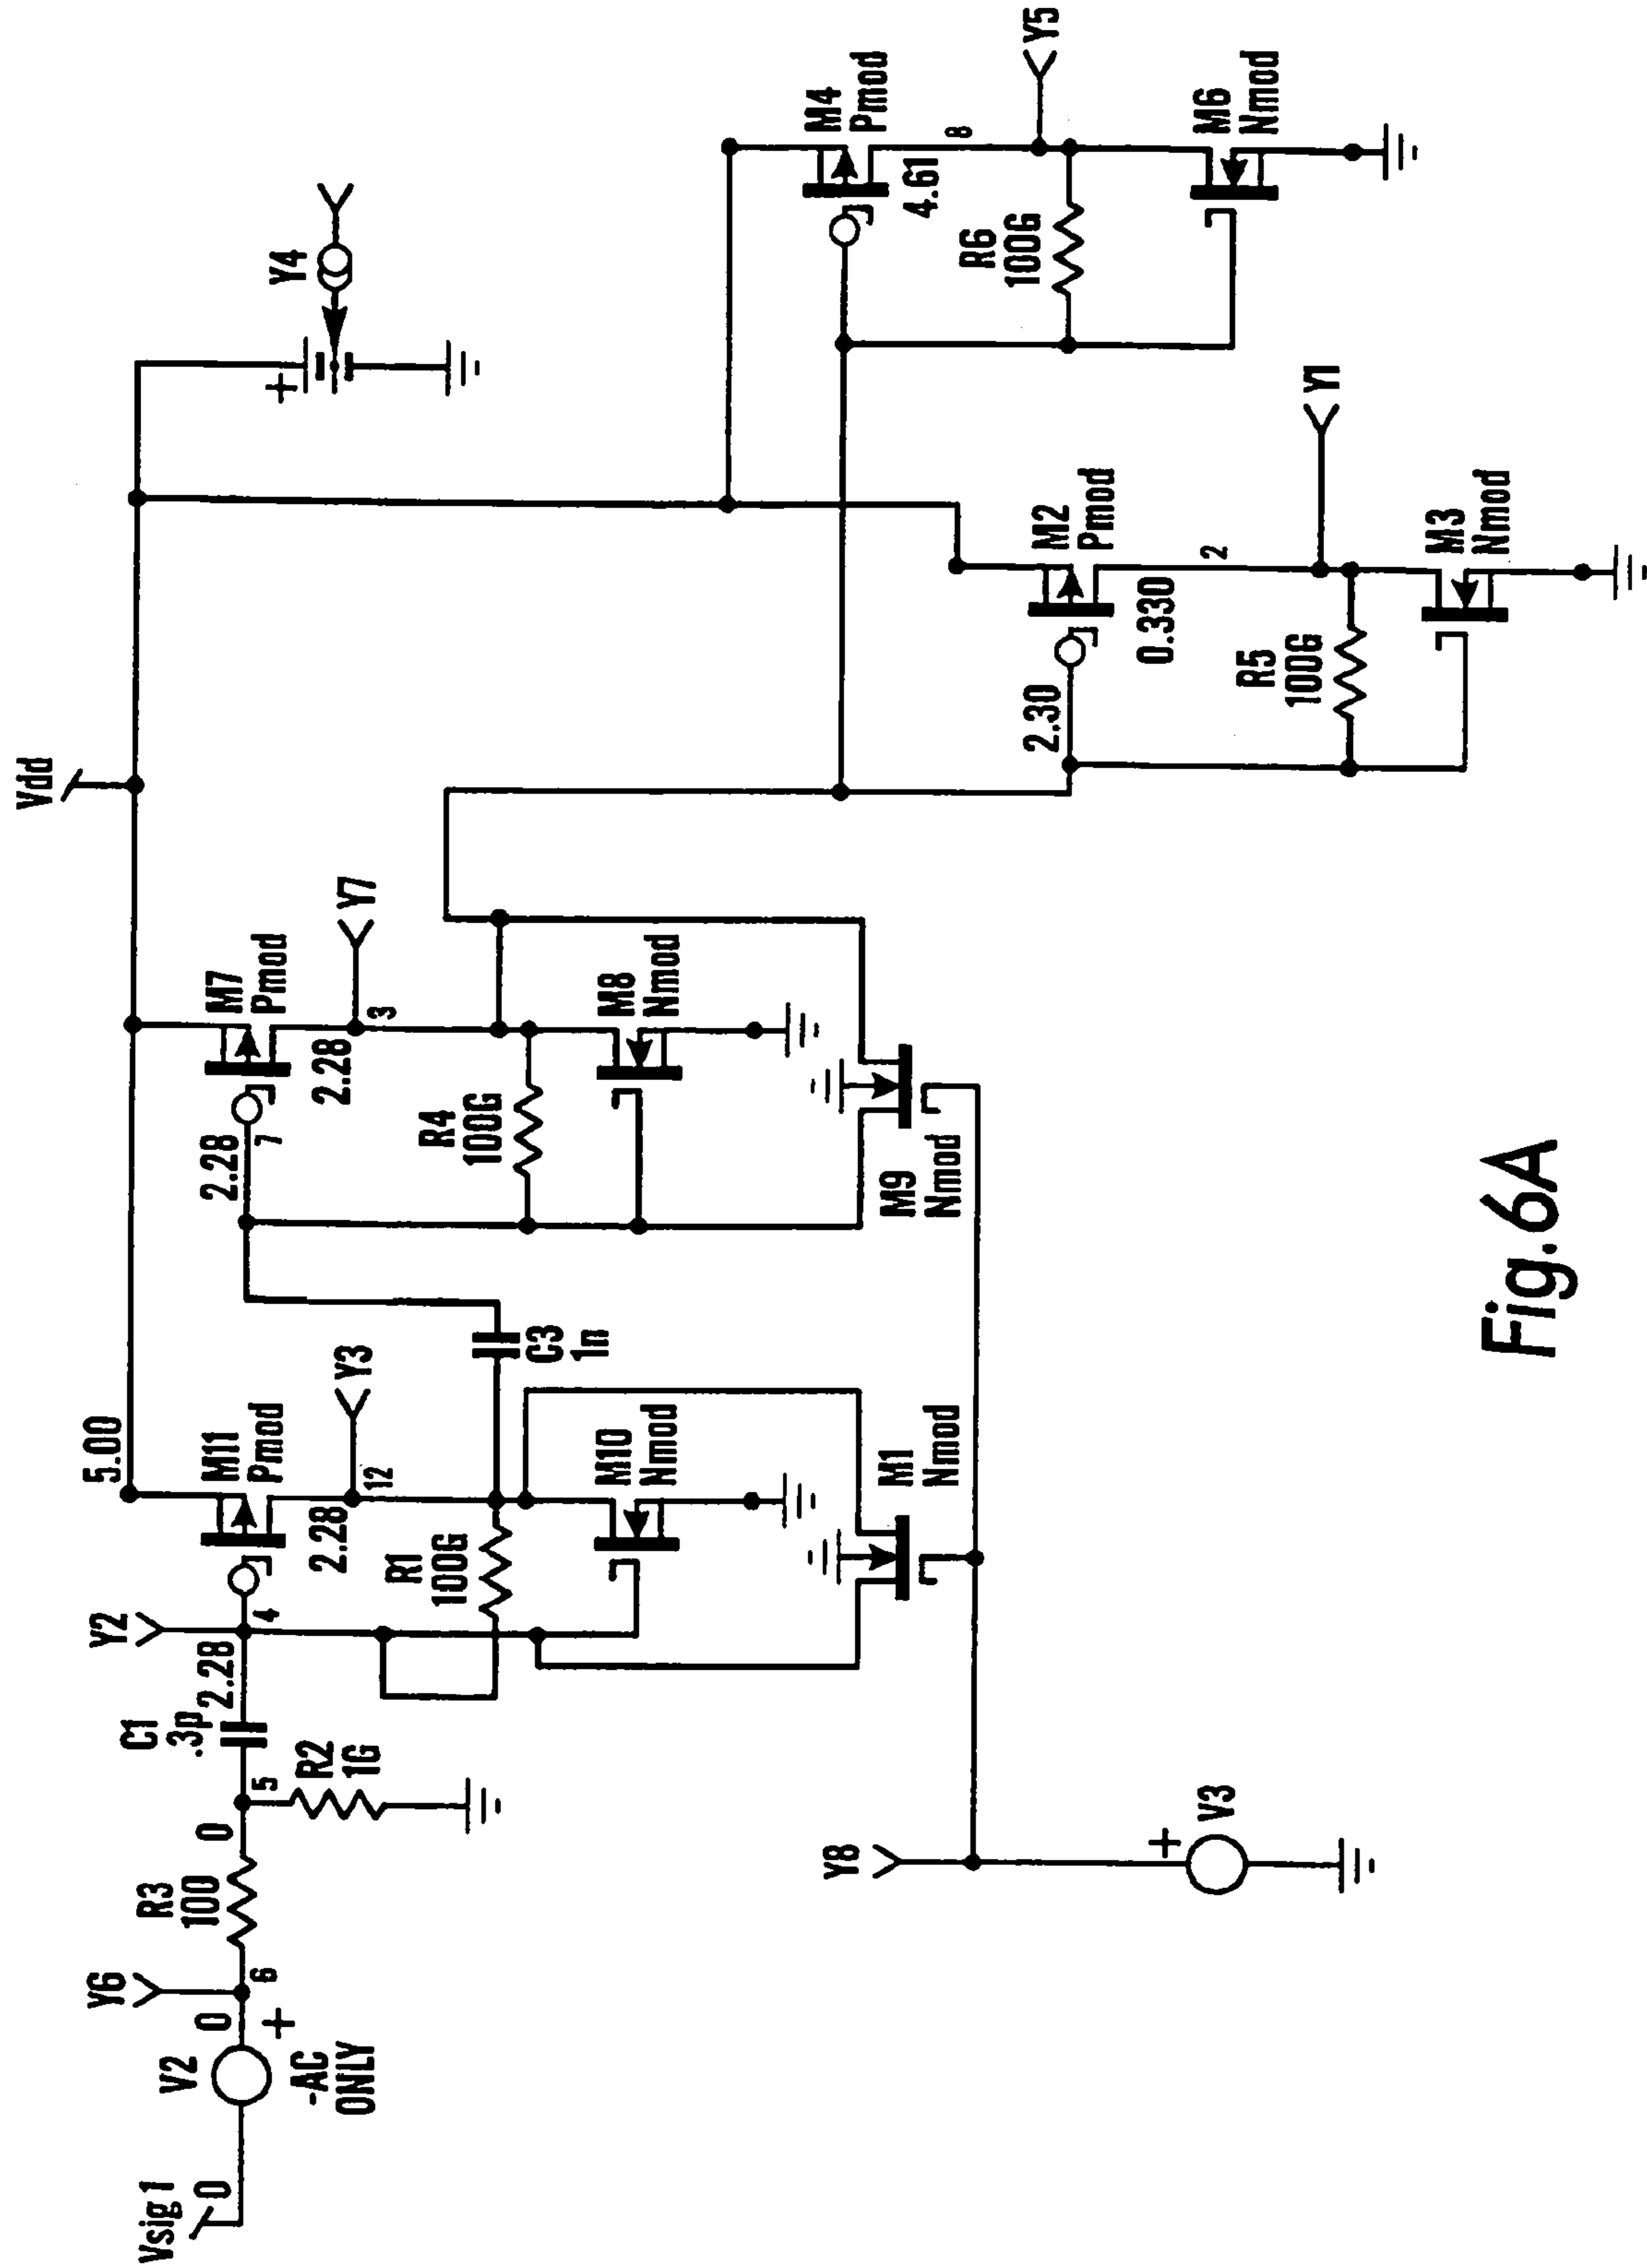 Vsig1
0
V2
-AC
ONLY
0
+
Y6
6
R3
100
0
5
R2
1G
C1
.3p
2.28
Y2
4
5.00
M11
Pmod
2.28
12
Y3
R1
100G
M10
Nmod
M1
Nmod
C3
1n
2.28
7
M7
Pmod
2.28
3
Y7
R4
100G
M8
Nmod
M9
Nmod
Y8
+
V3
Vdd
+
Y4
2.30
M2
Pmod
0.330
2
R5
100G
Y1
M3
Nmod
M4
Pmod
4.61
8
R6
100G
Y5
M6
Nmod
Fig.6A